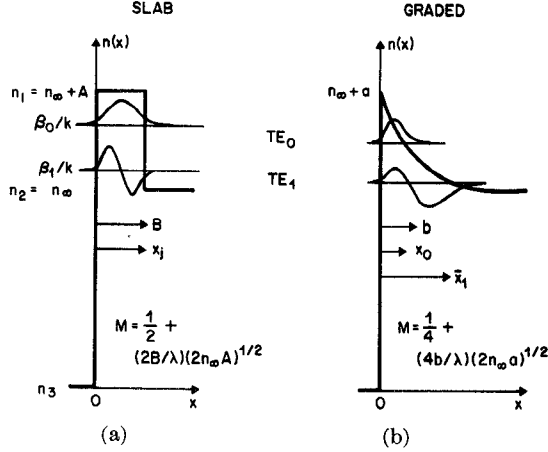 SLAB
n(x)
n₁ = n∞ + A
β₀/k
β₁/k
n₂ = n∞
B
xⱼ
M = 1/2 +
(2B/λ)(2n∞A)^1/2
n₃
0
x
(a)
GRADED
n(x)
n∞ + a
TE₀
TE₁
b
x₀
x̄₁
M = 1/4 +
(4b/λ)(2n∞a)^1/2
0
x
(b)